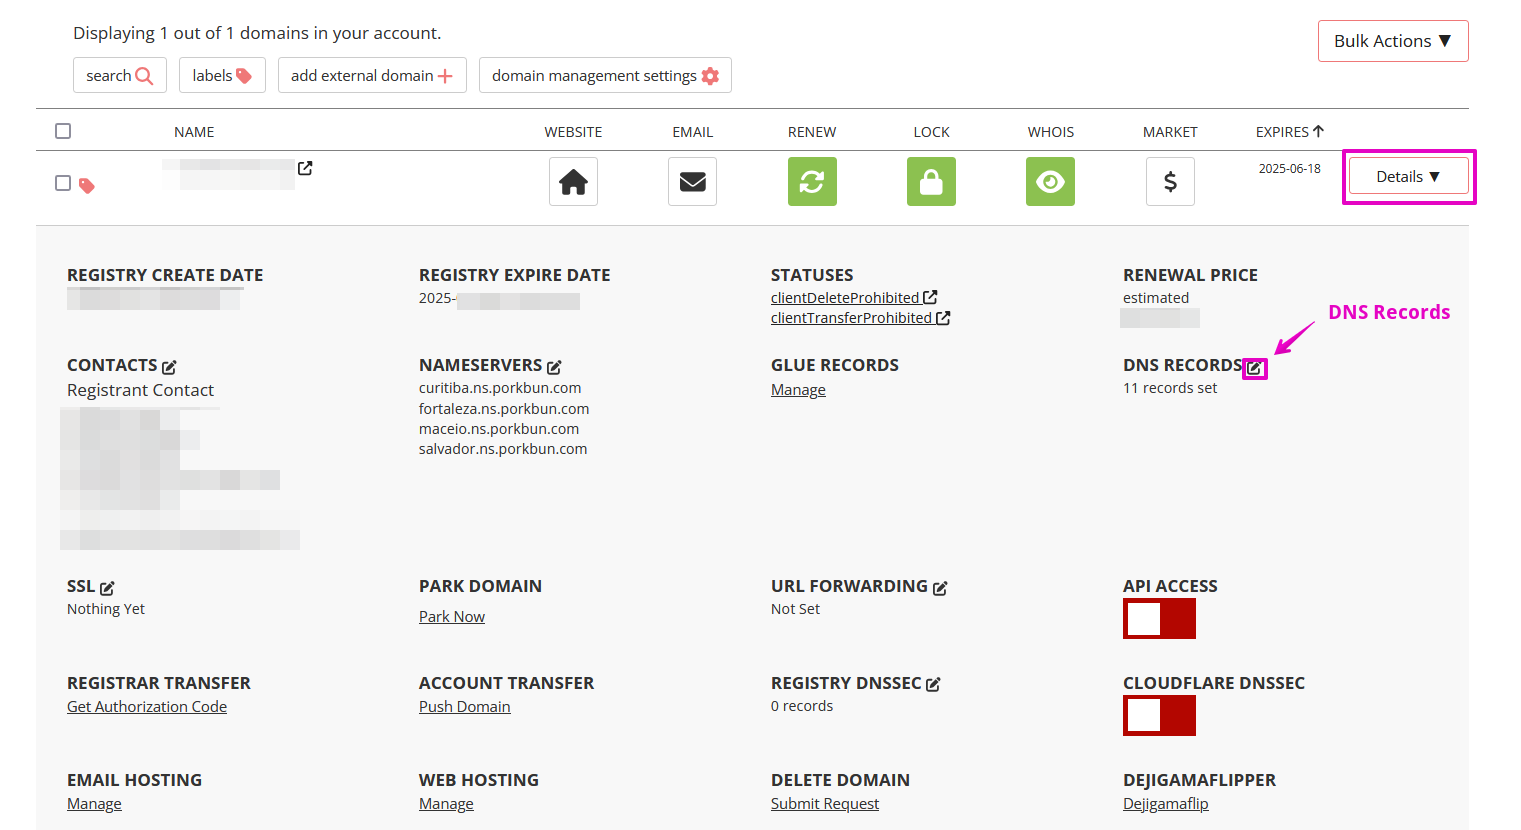 Displaying 1 out of 1 domains in your account.
Bulk Actions ▼
search
labels
add external domain
domain management settings
NAME
WEBSITE
EMAIL
RENEW
LOCK
WHOIS
MARKET
EXPIRES
2025-06-18
Details ▼
REGISTRY CREATE DATE
REGISTRY EXPIRE DATE
2025-
STATUSES
clientDeleteProhibited
clientTransferProhibited
RENEWAL PRICE
estimated
DNS Records
CONTACTS
Registrant Contact
NAMESERVERS
curitiba.ns.porkbun.com
fortaleza.ns.porkbun.com
maceio.ns.porkbun.com
salvador.ns.porkbun.com
GLUE RECORDS
Manage
DNS RECORDS
11 records set
SSL
Nothing Yet
PARK DOMAIN
Park Now
URL FORWARDING
Not Set
API ACCESS
REGISTRAR TRANSFER
Get Authorization Code
ACCOUNT TRANSFER
Push Domain
REGISTRY DNSSEC
0 records
CLOUDFLARE DNSSEC
EMAIL HOSTING
Manage
WEB HOSTING
Manage
DELETE DOMAIN
Submit Request
DEJIGAMAFLIPPER
Dejigamaflip